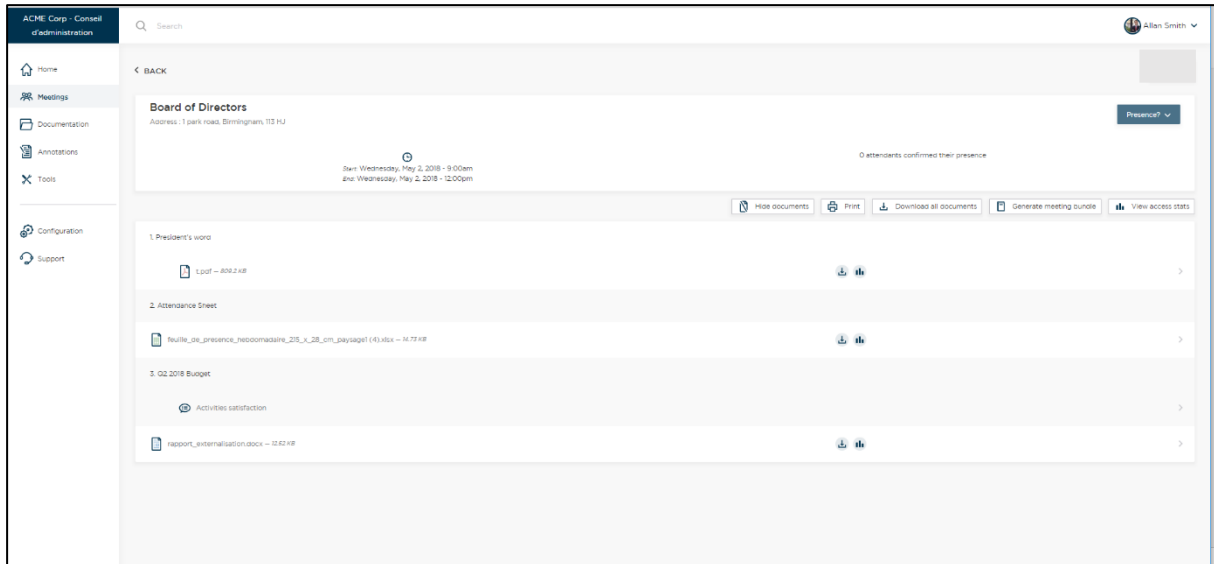 ACME Corp - Conseil
d'administration
Search
Allan Smith
Home
Meetings
Documentation
Annotations
Tools
Configuration
Support
BACK
Board of Directors
Address : 1 park road, Birmingham, 113 HJ
Presence?
Start: Wednesday, May 2, 2018 - 9:00am
End: Wednesday, May 2, 2018 - 12:00pm
0 attendants confirmed their presence
Hide documents
Print
Download all documents
Generate meeting bundle
View access stats
1. President's word
t.pdf — 809.2 KB
2. Attendance Sheet
feuille_de_presence_hebdomadaire_215_x_28_cm_paysage1 (4).xlsx — 14.73 KB
3. Q2 2018 Budget
Activities satisfaction
rapport_externalisation.docx — 12.52 KB